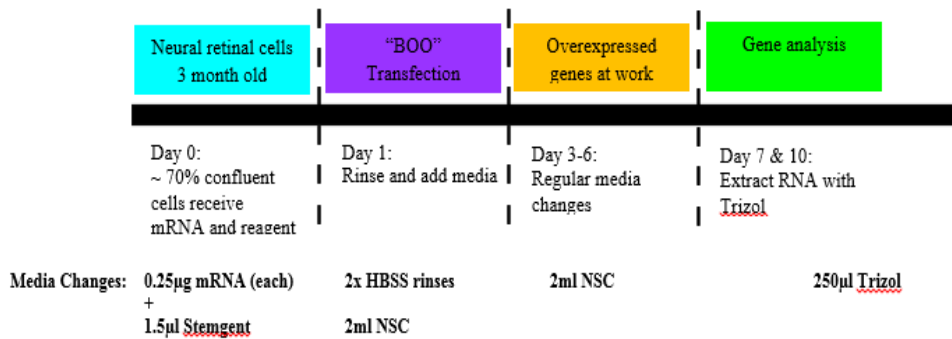 Neural retinal cells
3 month old
“BOO”
Transfection
Overexpressed
genes at work
Gene analysis
Day 0:
~ 70% confluent
cells receive
mRNA and reagent
Day 1:
Rinse and add media
Day 3-6:
Regular media
changes
Day 7 & 10:
Extract RNA with
Trizol
Media Changes:
0.25µg mRNA (each)
+
1.5µl Stemgent
2x HBSS rinses
2ml NSC
2ml NSC
250µl Trizol